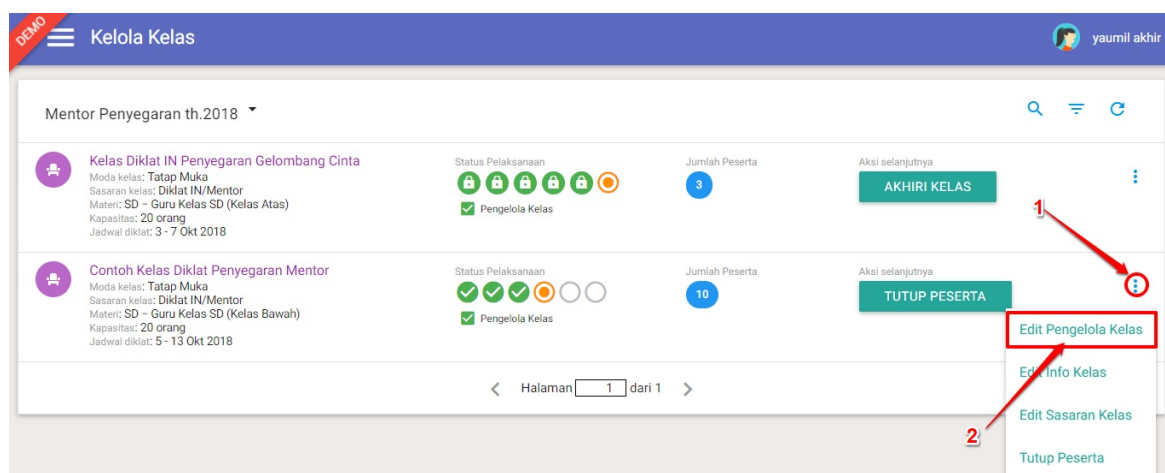 DEMO
Kelola Kelas
yaumil akhir
Mentor Penyegaran th.2018
Kelas Diklat IN Penyegaran Gelombang Cinta
Moda kelas: Tatap Muka
Sasaran kelas: Diklat IN/Mentor
Materi: SD - Guru Kelas SD (Kelas Atas)
Kapasitas: 20 orang
Jadwal diklat: 3 - 7 Okt 2018
Status Pelaksanaan
Pengelola Kelas
Jumlah Peserta
3
Aksi selanjutnya
AKHIRI KELAS
1
Contoh Kelas Diklat Penyegaran Mentor
Moda kelas: Tatap Muka
Sasaran kelas: Diklat IN/Mentor
Materi: SD - Guru Kelas SD (Kelas Bawah)
Kapasitas: 20 orang
Jadwal diklat: 5 - 13 Okt 2018
Status Pelaksanaan
Pengelola Kelas
Jumlah Peserta
10
Aksi selanjutnya
TUTUP PESERTA
Edit Pengelola Kelas
Edit Info Kelas
Edit Sasaran Kelas
Tutup Peserta
2
Halaman 1 dari 1